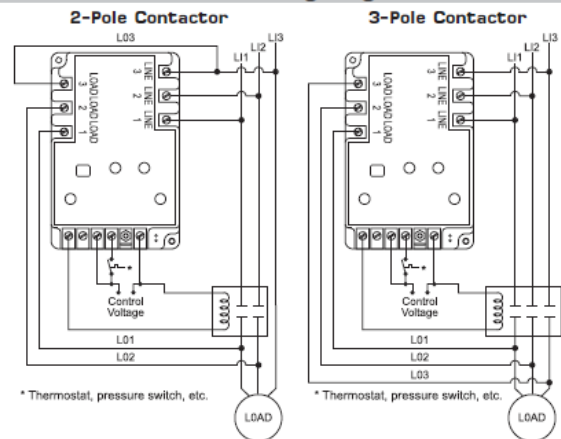 2-Pole Contactor
3-Pole Contactor
L03
LI3
LI2
LI1
LOAD LOAD LOAD
3
2
1
3
2
1
LINE
LINE
LINE
*
Control
Voltage
L01
L02
* Thermostat, pressure switch, etc.
LOAD
LI3
LI2
LI1
LOAD LOAD LOAD
3
2
1
3
2
1
LINE
LINE
LINE
*
Control
Voltage
L01
L02
L03
* Thermostat, pressure switch, etc.
LOAD